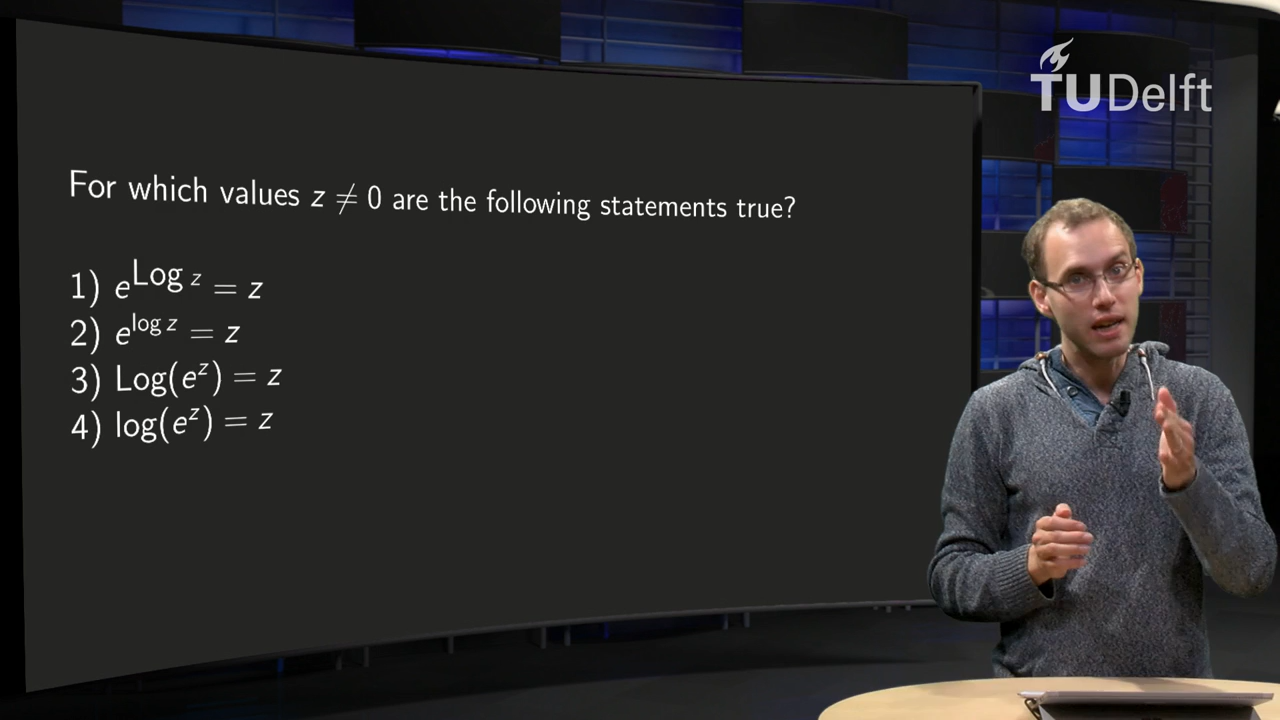 TUDelft
For which values z ≠ 0 are the following statements true?
1) e^{Log z} = z
2) e^{log z} = z
3) Log(e^z) = z
4) log(e^z) = z